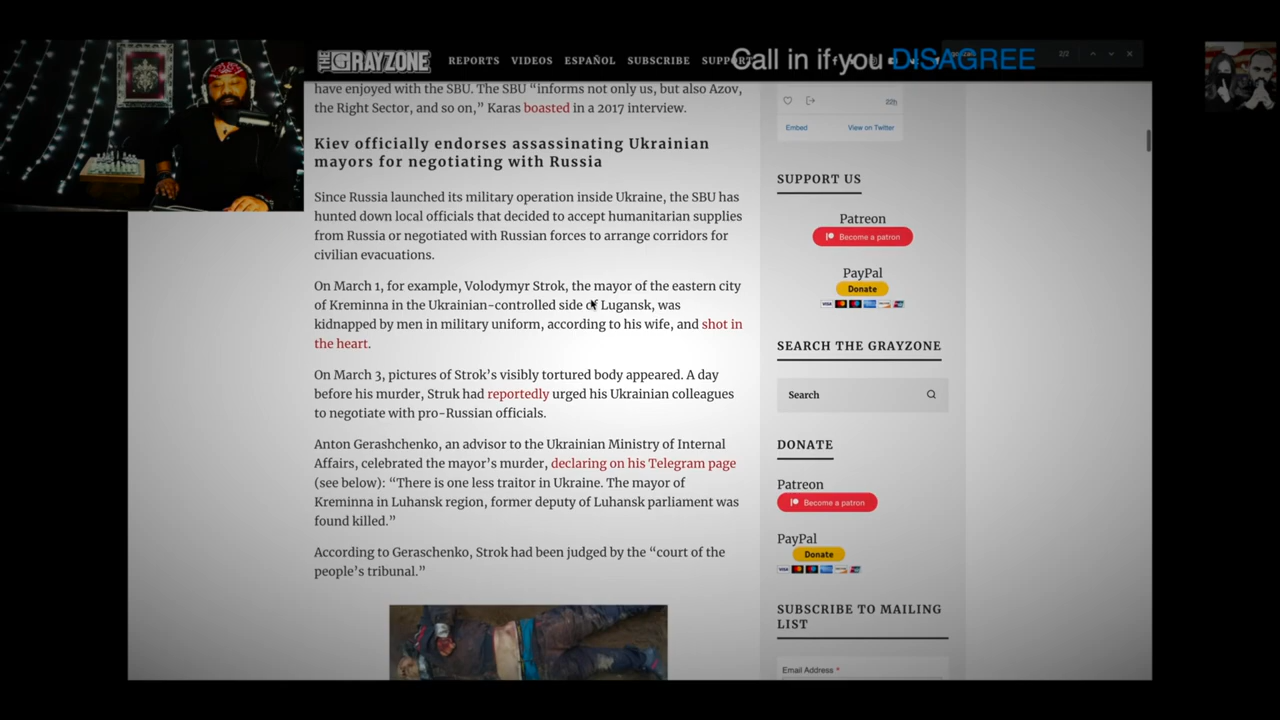 THE GRAYZONE
REPORTS VIDEOS ESPAÑOL SUBSCRIBE SUPPORT
Call in if you DISAGREE
2/2
have enjoyed with the SBU. The SBU “informs not only us, but also Azov,
the Right Sector, and so on,” Karas boasted in a 2017 interview.
Kiev officially endorses assassinating Ukrainian
mayors for negotiating with Russia
Since Russia launched its military operation inside Ukraine, the SBU has
hunted down local officials that decided to accept humanitarian supplies
from Russia or negotiated with Russian forces to arrange corridors for
civilian evacuations.
On March 1, for example, Volodymyr Strok, the mayor of the eastern city
of Kreminna in the Ukrainian-controlled side of Lugansk, was
kidnapped by men in military uniform, according to his wife, and shot in
the heart.
On March 3, pictures of Strok’s visibly tortured body appeared. A day
before his murder, Struk had reportedly urged his Ukrainian colleagues
to negotiate with pro-Russian officials.
Anton Gerashchenko, an advisor to the Ukrainian Ministry of Internal
Affairs, celebrated the mayor’s murder, declaring on his Telegram page
(see below): “There is one less traitor in Ukraine. The mayor of
Kreminna in Luhansk region, former deputy of Luhansk parliament was
found killed.”
According to Geraschenko, Strok had been judged by the “court of the
people’s tribunal.”
22h
Embed View on Twitter
SUPPORT US
Patreon
Become a patron
PayPal
Donate
VISA
SEARCH THE GRAYZONE
Search
DONATE
Patreon
Become a patron
PayPal
Donate
VISA
SUBSCRIBE TO MAILING
LIST
Email Address *